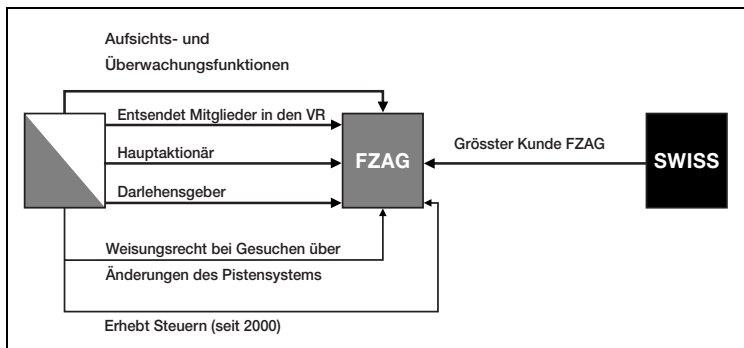 Aufsichts- und
Überwachungsfunktionen
Entsendet Mitglieder in den VR
Hauptaktionär
FZAG
Grösster Kunde FZAG
SWISS
Darlehensgeber
Weisungsrecht bei Gesuchen über
Änderungen des Pistensystems
Erhebt Steuern (seit 2000)